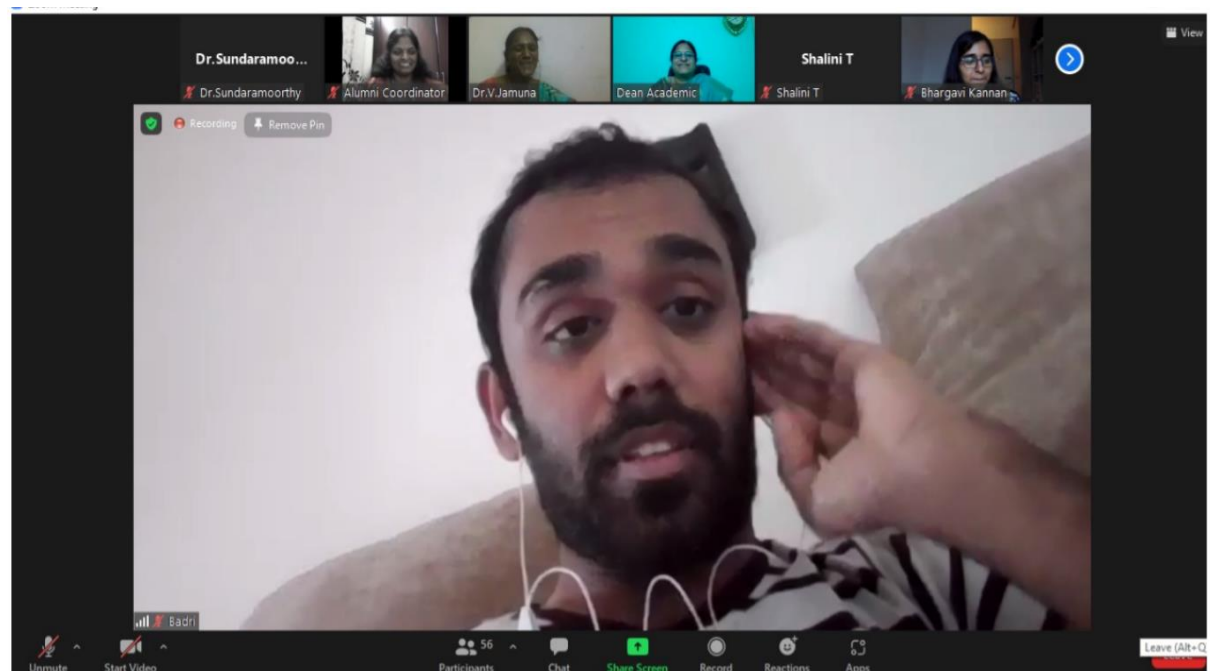 View
Dr.Sundaramoo...
Shalini T
Dr.Sundaramoorthy
Alumni Coordinator
Dr.V.Jamuna
Dean Academic
Shalini T
Bhargavi Kannan
Recording
Remove Pin
Badri
56
Leave (Alt+Q
Unmute
Start Video
Participants
Chat
Share Screen
Record
Reactions
Apps